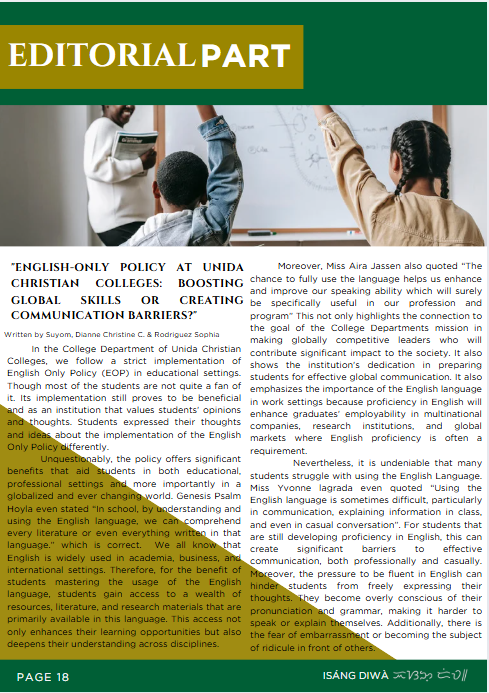 EDITORIAL PART
"ENGLISH-ONLY POLICY AT UNIDA
CHRISTIAN COLLEGES: BOOSTING
GLOBAL SKILLS OR CREATING
COMMUNICATION BARRIERS?"
Written by Suyom, Dianne Christine C. & Rodriguez Sophia
In the College Department of Unida Christian
Colleges, we follow a strict implementation of
English Only Policy (EOP) in educational settings.
Though most of the students are not quite a fan of
it. Its implementation still proves to be beneficial
and as an institution that values students' opinions
and thoughts. Students expressed their thoughts
and ideas about the implementation of the English
Only Policy differently.
Unquestionably, the policy offers significant
benefits that aid students in both educational,
professional settings and more importantly in a
globalized and ever changing world. Genesis Psalm
Hoyla even stated "In school, by understanding and
using the English language, we can comprehend
every literature or even everything written in that
language," which is correct. We all know that
English is widely used in academia, business, and
international settings. Therefore, for the benefit of
students mastering the usage of the English
language, students gain access to a wealth of
resources, literature, and research materials that are
primarily available in this language. This access not
only enhances their learning opportunities but also
deepens their understanding across disciplines.
Moreover, Miss Aira Jassen also quoted "The
chance to fully use the language helps us enhance
and improve our speaking ability which will surely
be specifically useful in our profession and
program" This not only highlights the connection to
the goal of the College Departments mission in
making globally competitive leaders who will
contribute significant impact to the society. It also
shows the institution's dedication in preparing
students for effective global communication. It also
emphasizes the importance of the English language
in work settings because proficiency in English will
enhance graduates' employability in multinational
companies, research institutions, and global
markets where English proficiency is often a
requirement.
Nevertheless, it is undeniable that many
students struggle with using the English Language.
Miss Yvonne lagrada even quoted "Using the
English language is sometimes difficult, particularly
in communication, explaining information in class,
and even in casual conversation". For students that
are still developing proficiency in English, this can
create significant barriers to effective
communication, both professionally and casually.
Moreover, the pressure to be fluent in English can
hinder students from freely expressing their
thoughts. They become overly conscious of their
pronunciation and grammar, making it harder to
speak or explain themselves. Additionally, there is
the fear of embarrassment or becoming the subject
of ridicule in front of others.
PAGE 18
ISÁNG DIWÀ